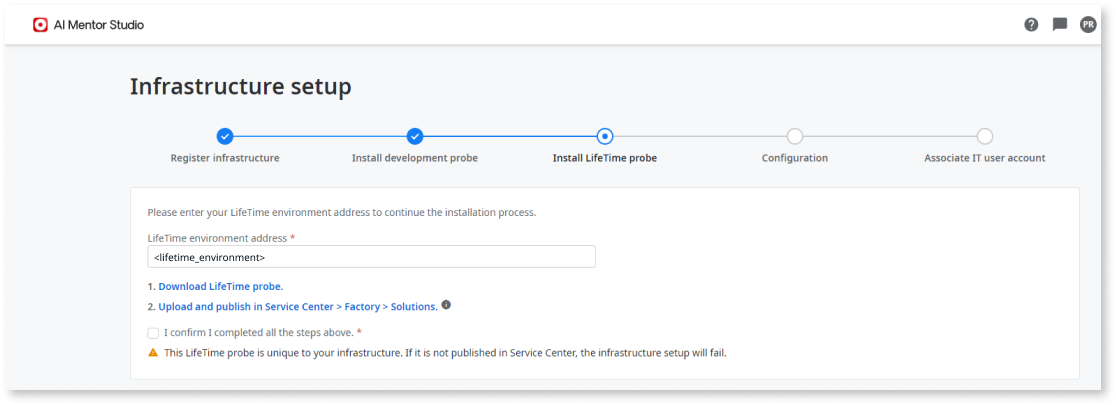 AI Mentor Studio
PR
Infrastructure setup
Register infrastructure
Install development probe
Install LifeTime probe
Configuration
Associate IT user account
Please enter your LifeTime environment address to continue the installation process.
LifeTime environment address *
<lifetime_environment>
1. Download LifeTime probe.
2. Upload and publish in Service Center > Factory > Solutions.
I confirm I completed all the steps above. *
This LifeTime probe is unique to your infrastructure. If it is not published in Service Center, the infrastructure setup will fail.